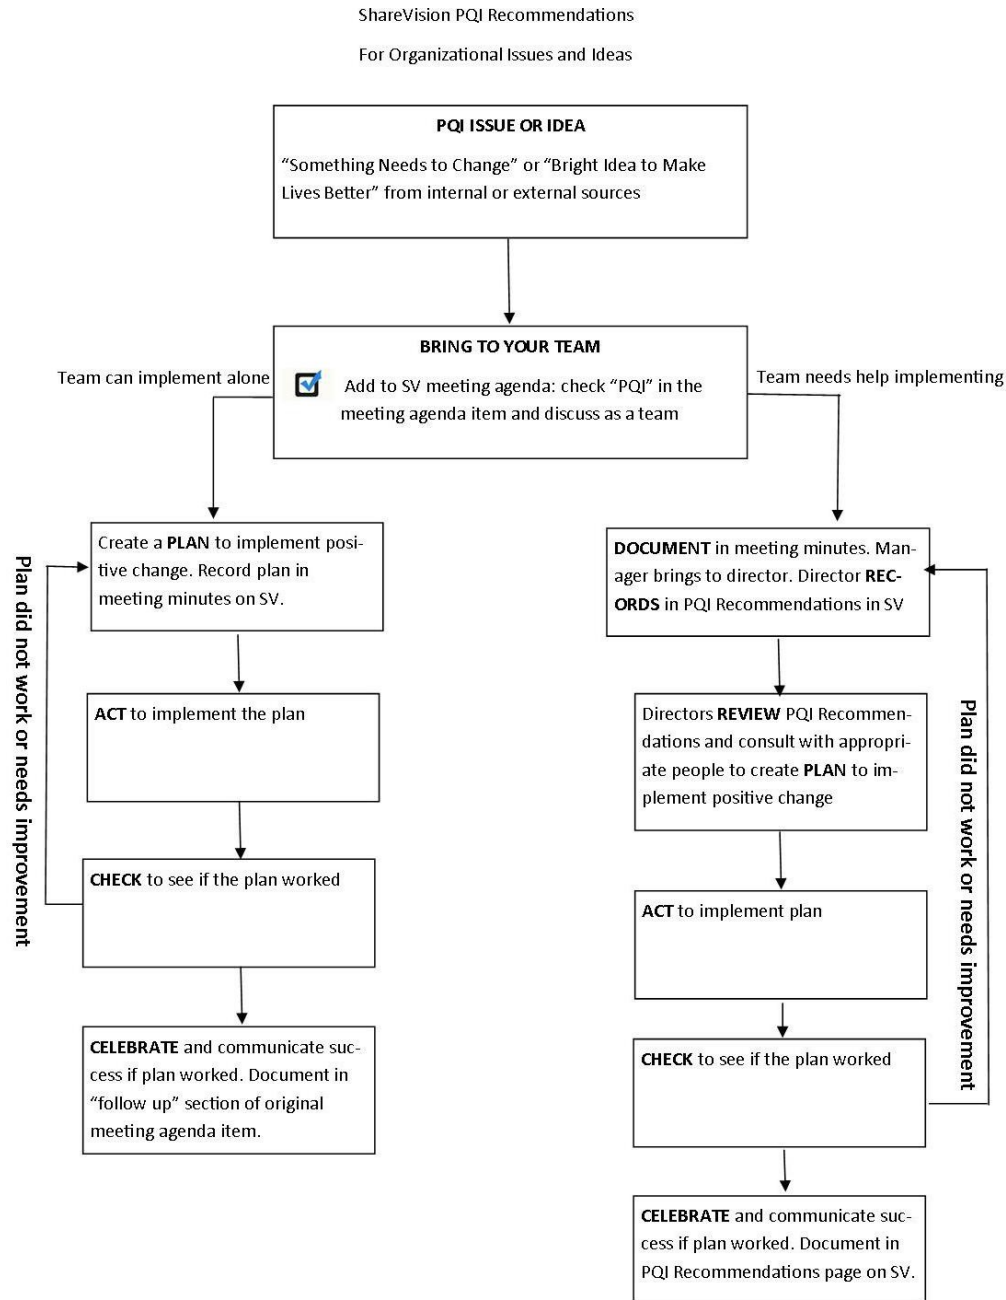 ShareVision PQI Recommendations
For Organizational Issues and Ideas
PQI ISSUE OR IDEA
“Something Needs to Change” or “Bright Idea to Make
Lives Better” from internal or external sources
BRING TO YOUR TEAM
Add to SV meeting agenda: check “PQI” in the
meeting agenda item and discuss as a team
Team can implement alone
Team needs help implementing
Create a PLAN to implement posi-
tive change. Record plan in
meeting minutes on SV.
ACT to implement the plan
CHECK to see if the plan worked
CELEBRATE and communicate suc-
cess if plan worked. Document in
“follow up” section of original
meeting agenda item.
Plan did not work or needs improvement
DOCUMENT in meeting minutes. Man-
ager brings to director. Director REC-
ORDS in PQI Recommendations in SV
Directors REVIEW PQI Recommen-
dations and consult with appropri-
ate people to create PLAN to im-
plement positive change
ACT to implement plan
CHECK to see if the plan worked
CELEBRATE and communicate suc-
cess if plan worked. Document in
PQI Recommendations page on SV.
Plan did not work or needs improvement